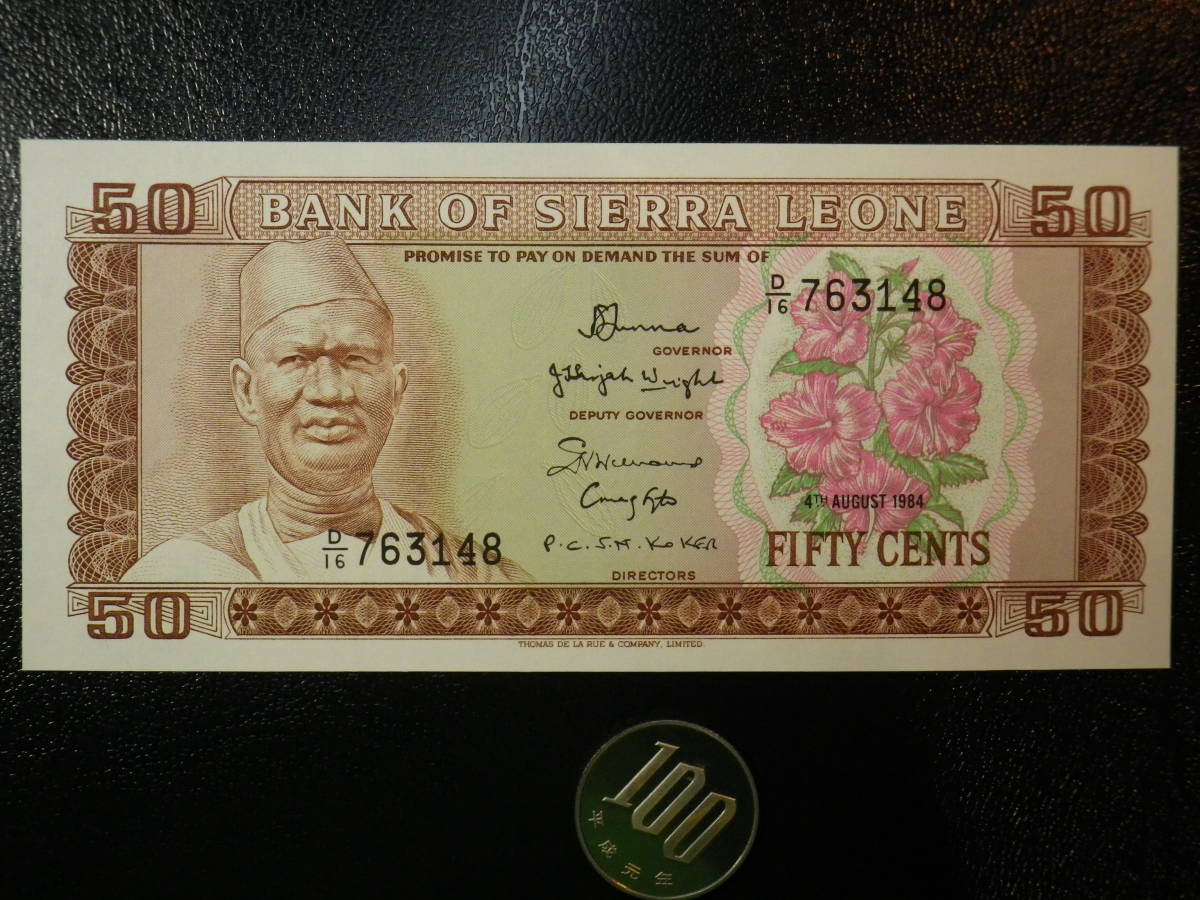 50 BANK OF SIERRA LEONE 50
PROMISE TO PAY ON DEMAND THE SUM OF
D/16 763148
GOVERNOR
Wright
DEPUTY GOVERNOR
4TH AUGUST 1984
D/16 763148
P.C.S.N. KOKER
FIFTY CENTS
DIRECTORS
50 50
THOMAS DE LA RUE & COMPANY, LIMITED.
100
平成元年